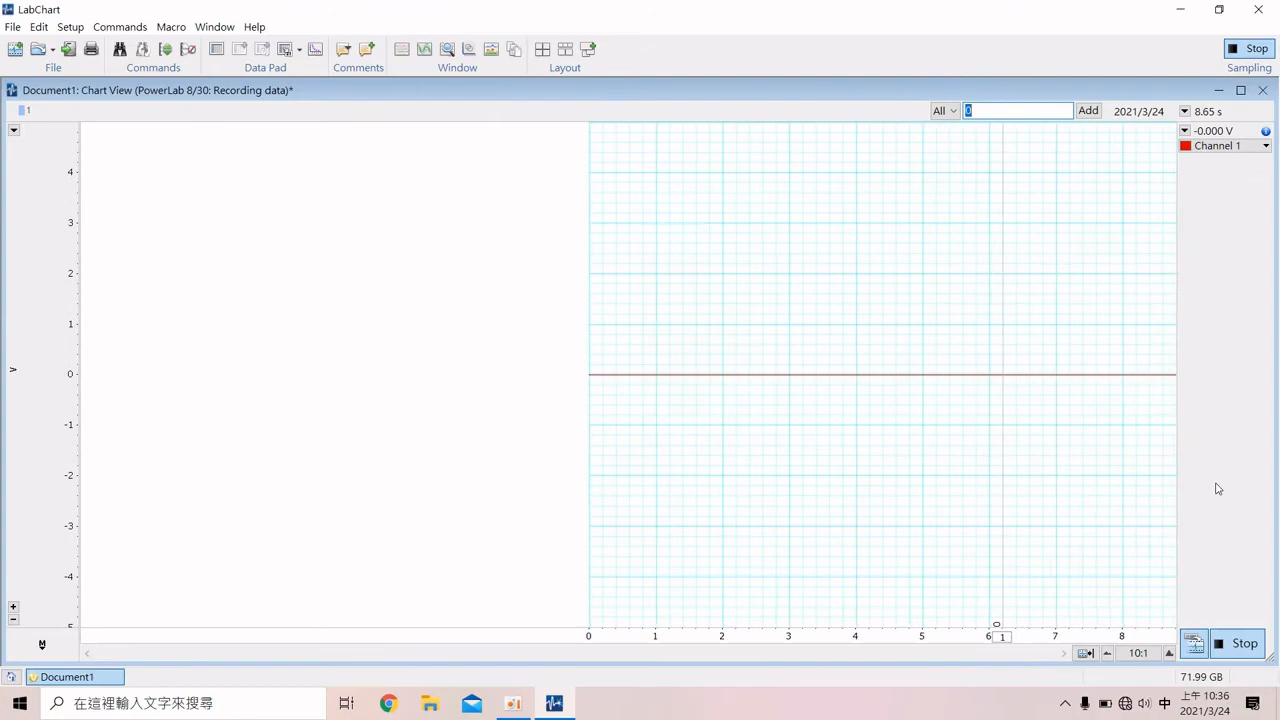 LabChart
File Edit Setup Commands Macro Window Help
File Commands Data Pad Comments Window Layout
Stop
Sampling
Document1: Chart View (PowerLab 8/30: Recording data)*
1 All 0 Add 2021/3/24 8.65 s
-0.000 V
Channel 1
4
3
2
1
0
-1
-2
-3
-4
V
0
0 1 2 3 4 5 6 7 8
1
10:1
Stop
Document1
71.99 GB
在這裡輸入文字來搜尋
中
上午 10:36
2021/3/24